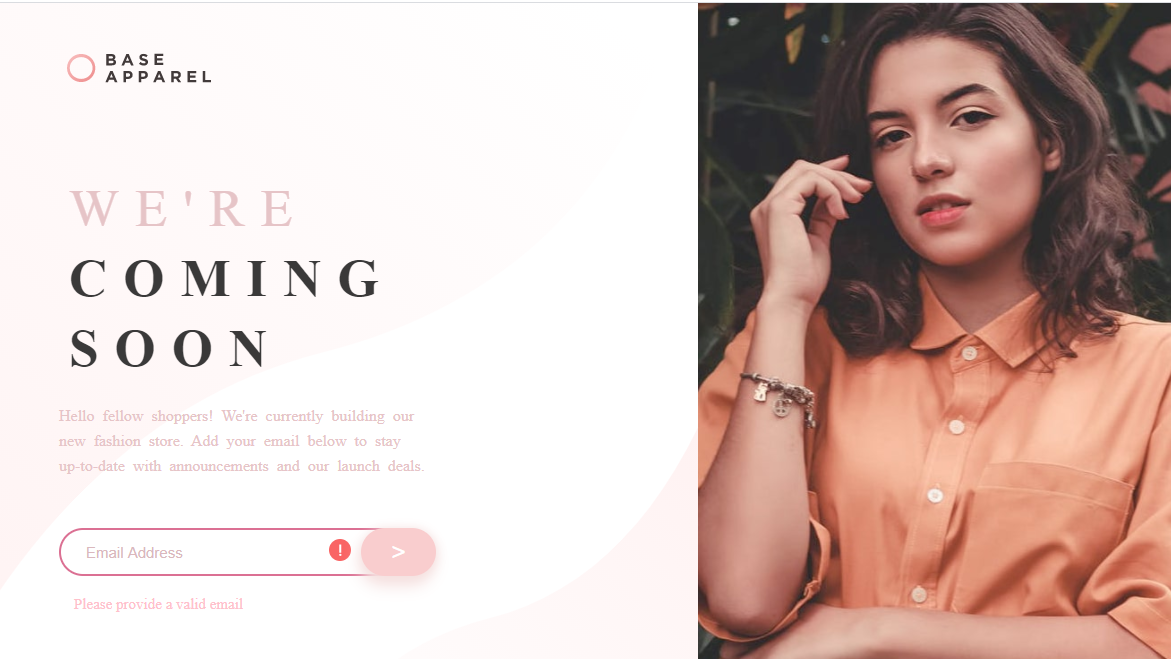 BASE
APPAREL
WE'RE
COMING
SOON
Hello fellow shoppers! We're currently building our
new fashion store. Add your email below to stay
up-to-date with announcements and our launch deals.
Email Address ! >
Please provide a valid email